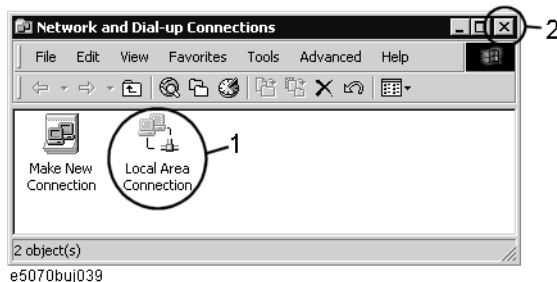 Network and Dial-up Connections
2
File Edit View Favorites Tools Advanced Help
1
Make New Connection
Local Area Connection
2 object(s)
e5070buj039